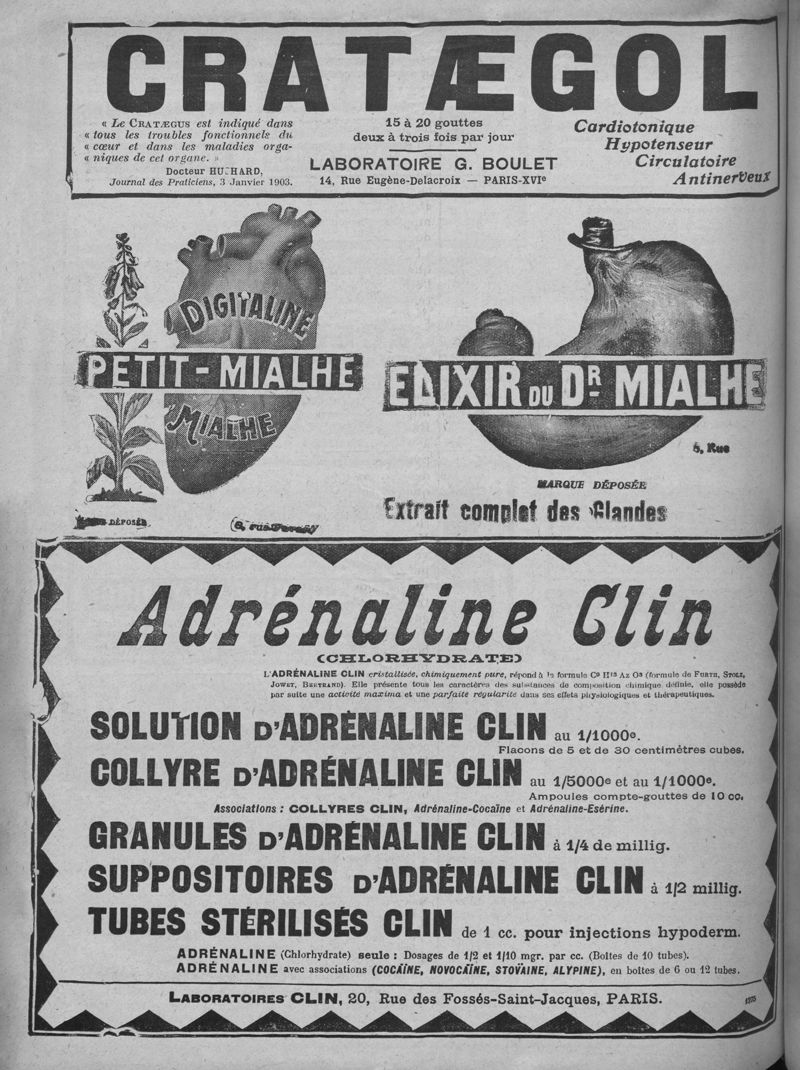 CRATÆGOL
« Le CRATÆGUS est indiqué dans
« tous les troubles fonctionnels du
« cœur et dans les maladies orga-
« niques de cet organe. »
Docteur HUCHARD,
Journal des Praticiens, 3 Janvier 1903.
15 à 20 gouttes
deux à trois fois par jour
LABORATOIRE G. BOULET
14, Rue Eugène-Delacroix — PARIS-XVIe
Cardiotonique
Hypotenseur
Circulatoire
Antinerveux
DIGITALINE
PETIT-MIALHE
MIALHE
DÉPOSÉE
8, rue
ELIXIR DU DR MIALHE
8, Rue
MARQUE DÉPOSÉE
Extrait complet des Glandes
Adrénaline Clin
(CHLORHYDRATE)
L'ADRÉNALINE CLIN cristallisée, chimiquement pure, répond à la formule C9 H13 Az O3 (formule de FURTH, STOLZ,
JOWET, BERTRAND). Elle présente tous les caractères des substances de composition chimique définie, elle possède
par suite une activité maxima et une parfaite régularité dans ses effets physiologiques et thérapeutiques.
SOLUTION D'ADRÉNALINE CLIN au 1/1000e.
Flacons de 5 et de 30 centimètres cubes.
COLLYRE D'ADRÉNALINE CLIN au 1/5000e et au 1/1000e.
Ampoules compte-gouttes de 10 cc.
Associations : COLLYRES CLIN, Adrénaline-Cocaïne et Adrénaline-Esérine.
GRANULES D'ADRÉNALINE CLIN à 1/4 de millig.
SUPPOSITOIRES D'ADRÉNALINE CLIN à 1/2 millig.
TUBES STÉRILISÉS CLIN de 1 cc. pour injections hypoderm.
ADRÉNALINE (Chlorhydrate) seule : Dosages de 1/2 et 1/10 mgr. par cc. (Boîtes de 10 tubes).
ADRÉNALINE avec associations (COCAÏNE, NOVOCAÏNE, STOVAÏNE, ALYPINE), en boîtes de 6 ou 12 tubes.
LABORATOIRES CLIN, 20, Rue des Fossés-Saint-Jacques, PARIS.
1275